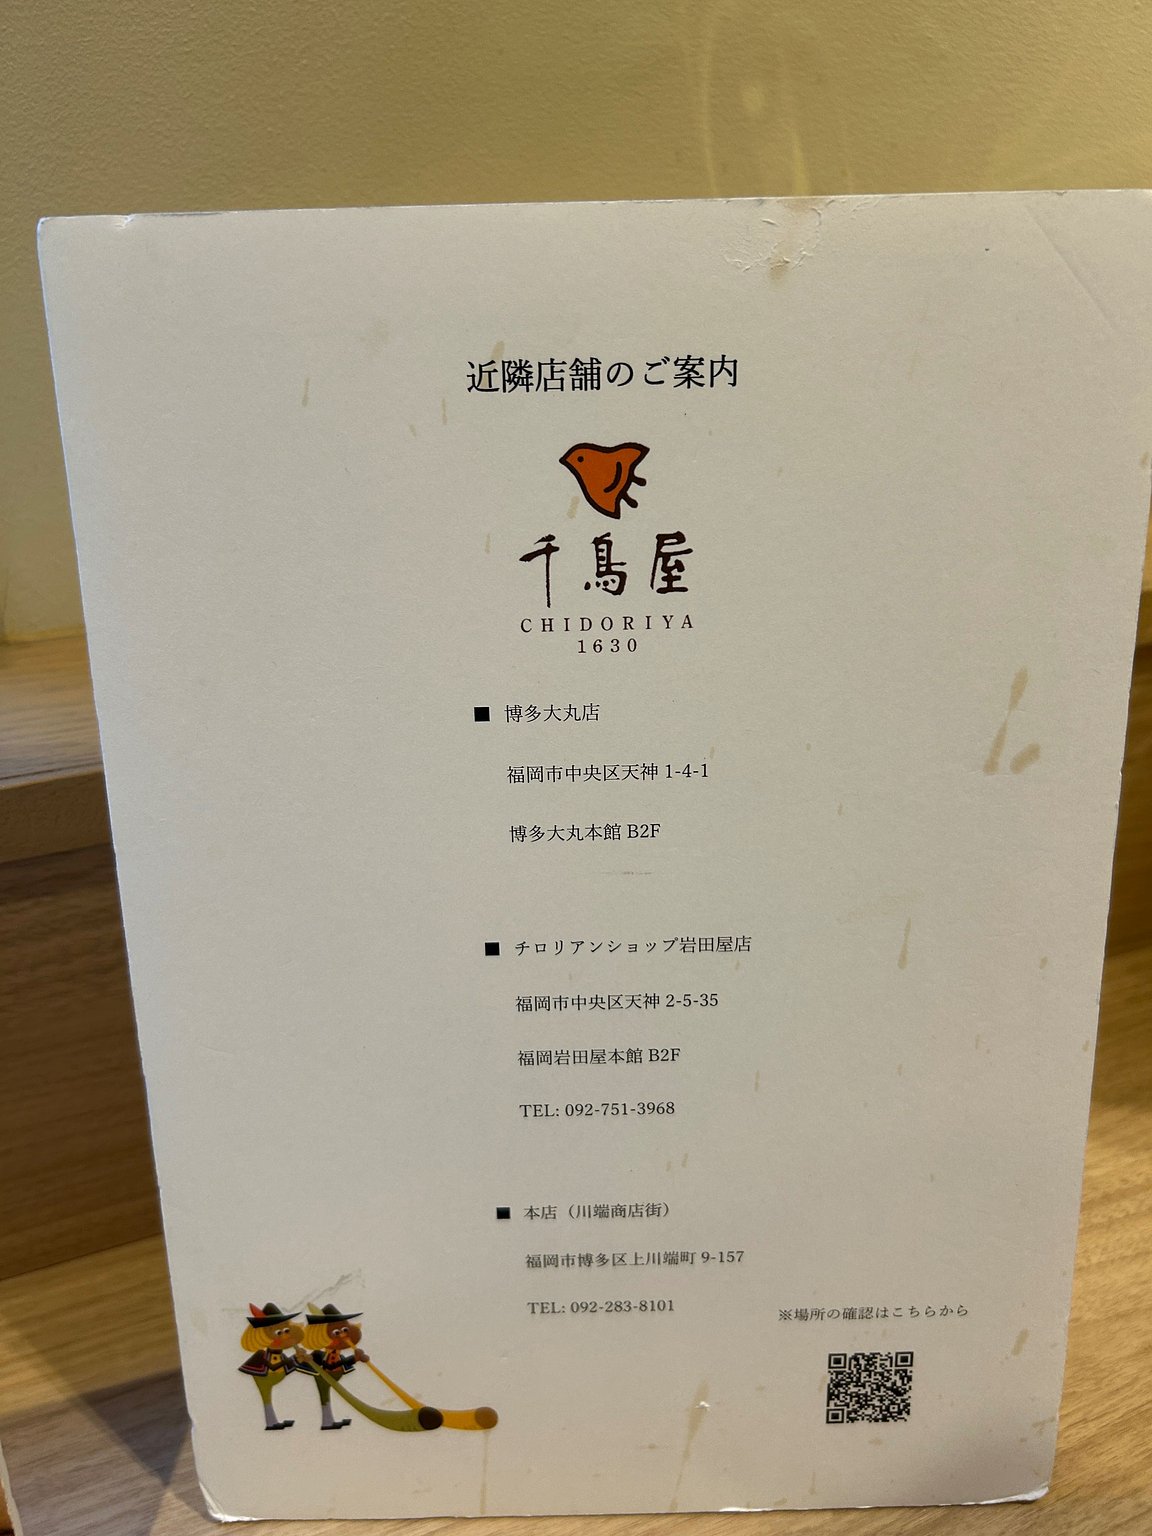 近隣店舗のご案内
千鳥屋
CHIDORIYA
1630
■ 博多大丸店
福岡市中央区天神 1-4-1
博多大丸本館 B2F
■ チロリアンショップ岩田屋店
福岡市中央区天神 2-5-35
福岡岩田屋本館 B2F
TEL: 092-751-3968
■ 本店（川端商店街）
福岡市博多区上川端町 9-157
TEL: 092-283-8101
※場所の確認はこちらから